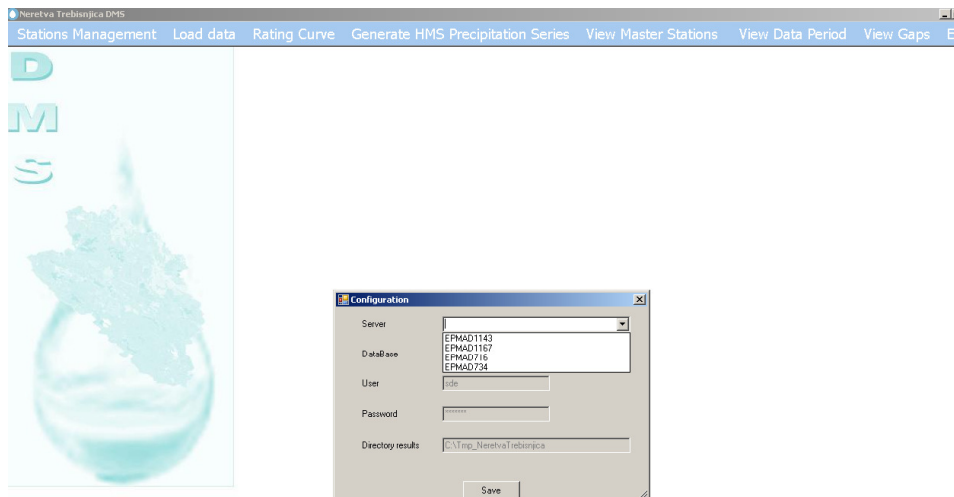 Neretva Trebisnjica DMS
Stations Management Load data Rating Curve Generate HMS Precipitation Series View Master Stations View Data Period View Gaps E
D
M
S
Configuration
Server
EPMAD1143
EPMAD1167
EPMAD716
EPMAD734
DataBase
User sde
Password *******
Directory results C:\Tmp_NeretvaTrebisnjica
Save